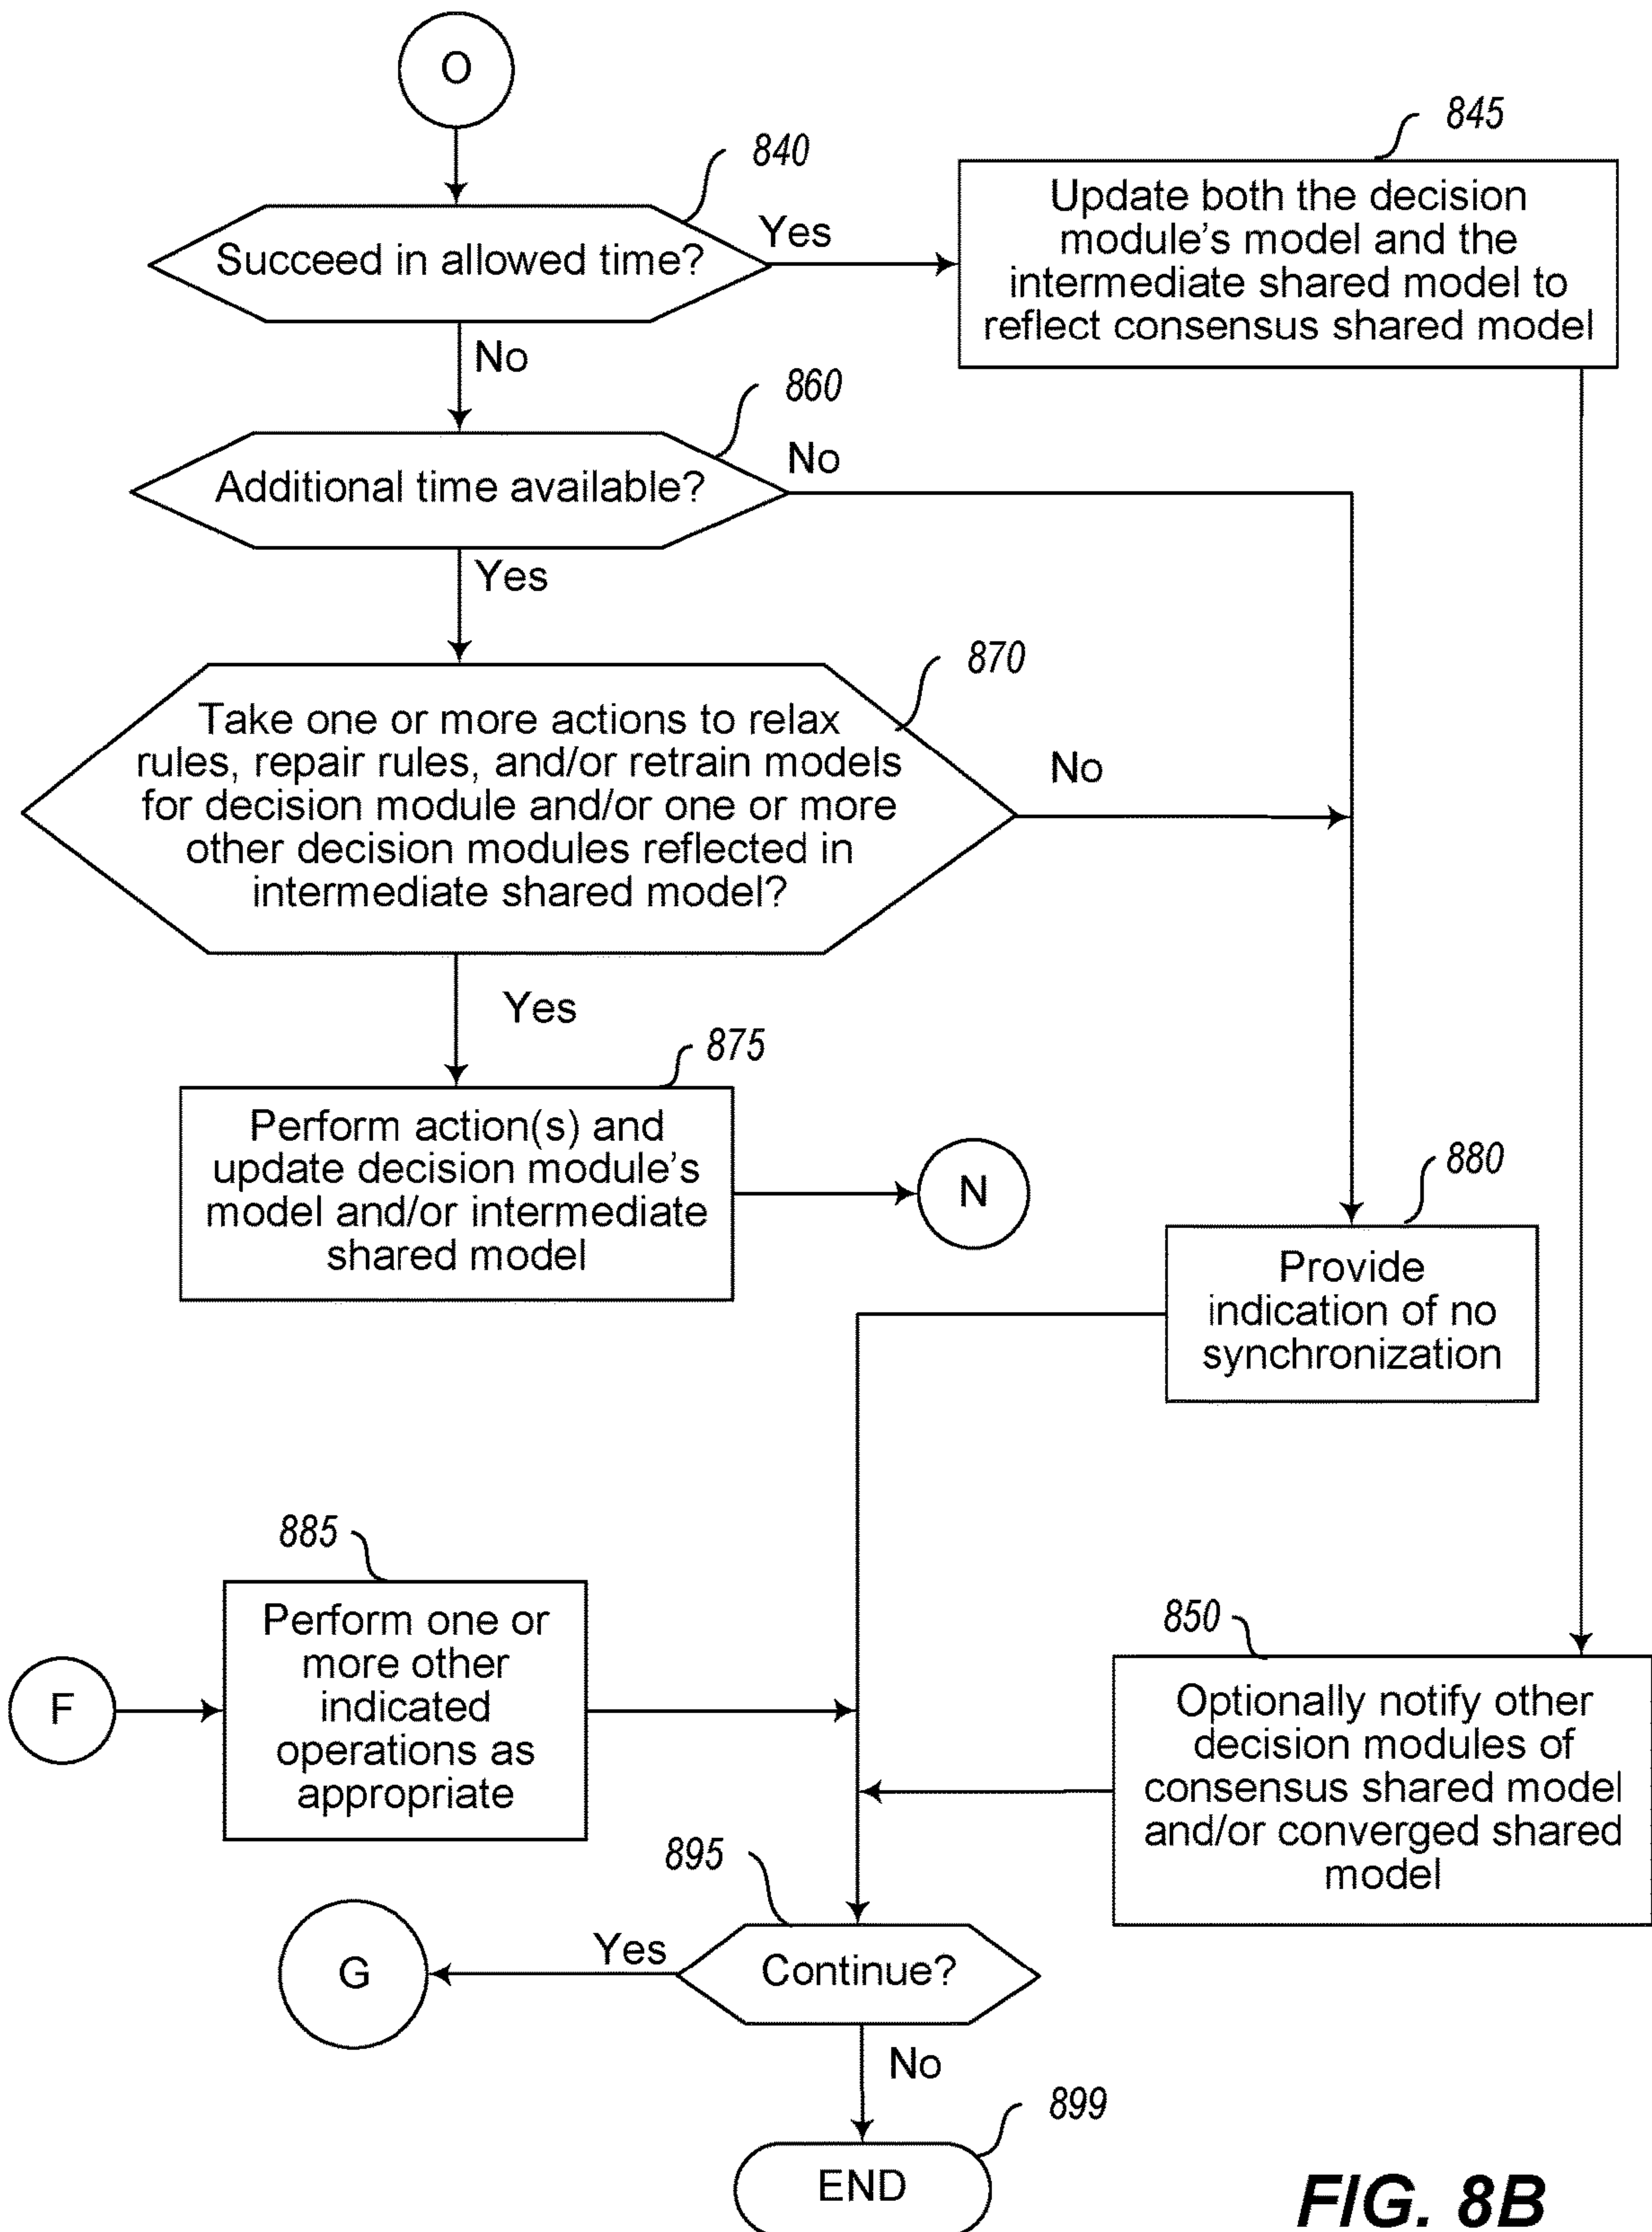 O
840
Succeed in allowed time?
Yes
845
Update both the decision
module’s model and the
intermediate shared model to
reflect consensus shared model
No
860
Additional time available?
No
Yes
870
Take one or more actions to relax
rules, repair rules, and/or retrain models
for decision module and/or one or more
other decision modules reflected in
intermediate shared model?
No
Yes
875
Perform action(s) and
update decision module’s
model and/or intermediate
shared model
N
880
Provide
indication of no
synchronization
885
F
Perform one or
more other
indicated
operations as
appropriate
850
Optionally notify other
decision modules of
consensus shared model
and/or converged shared
model
895
Continue?
Yes
G
No
899
END
FIG. 8B